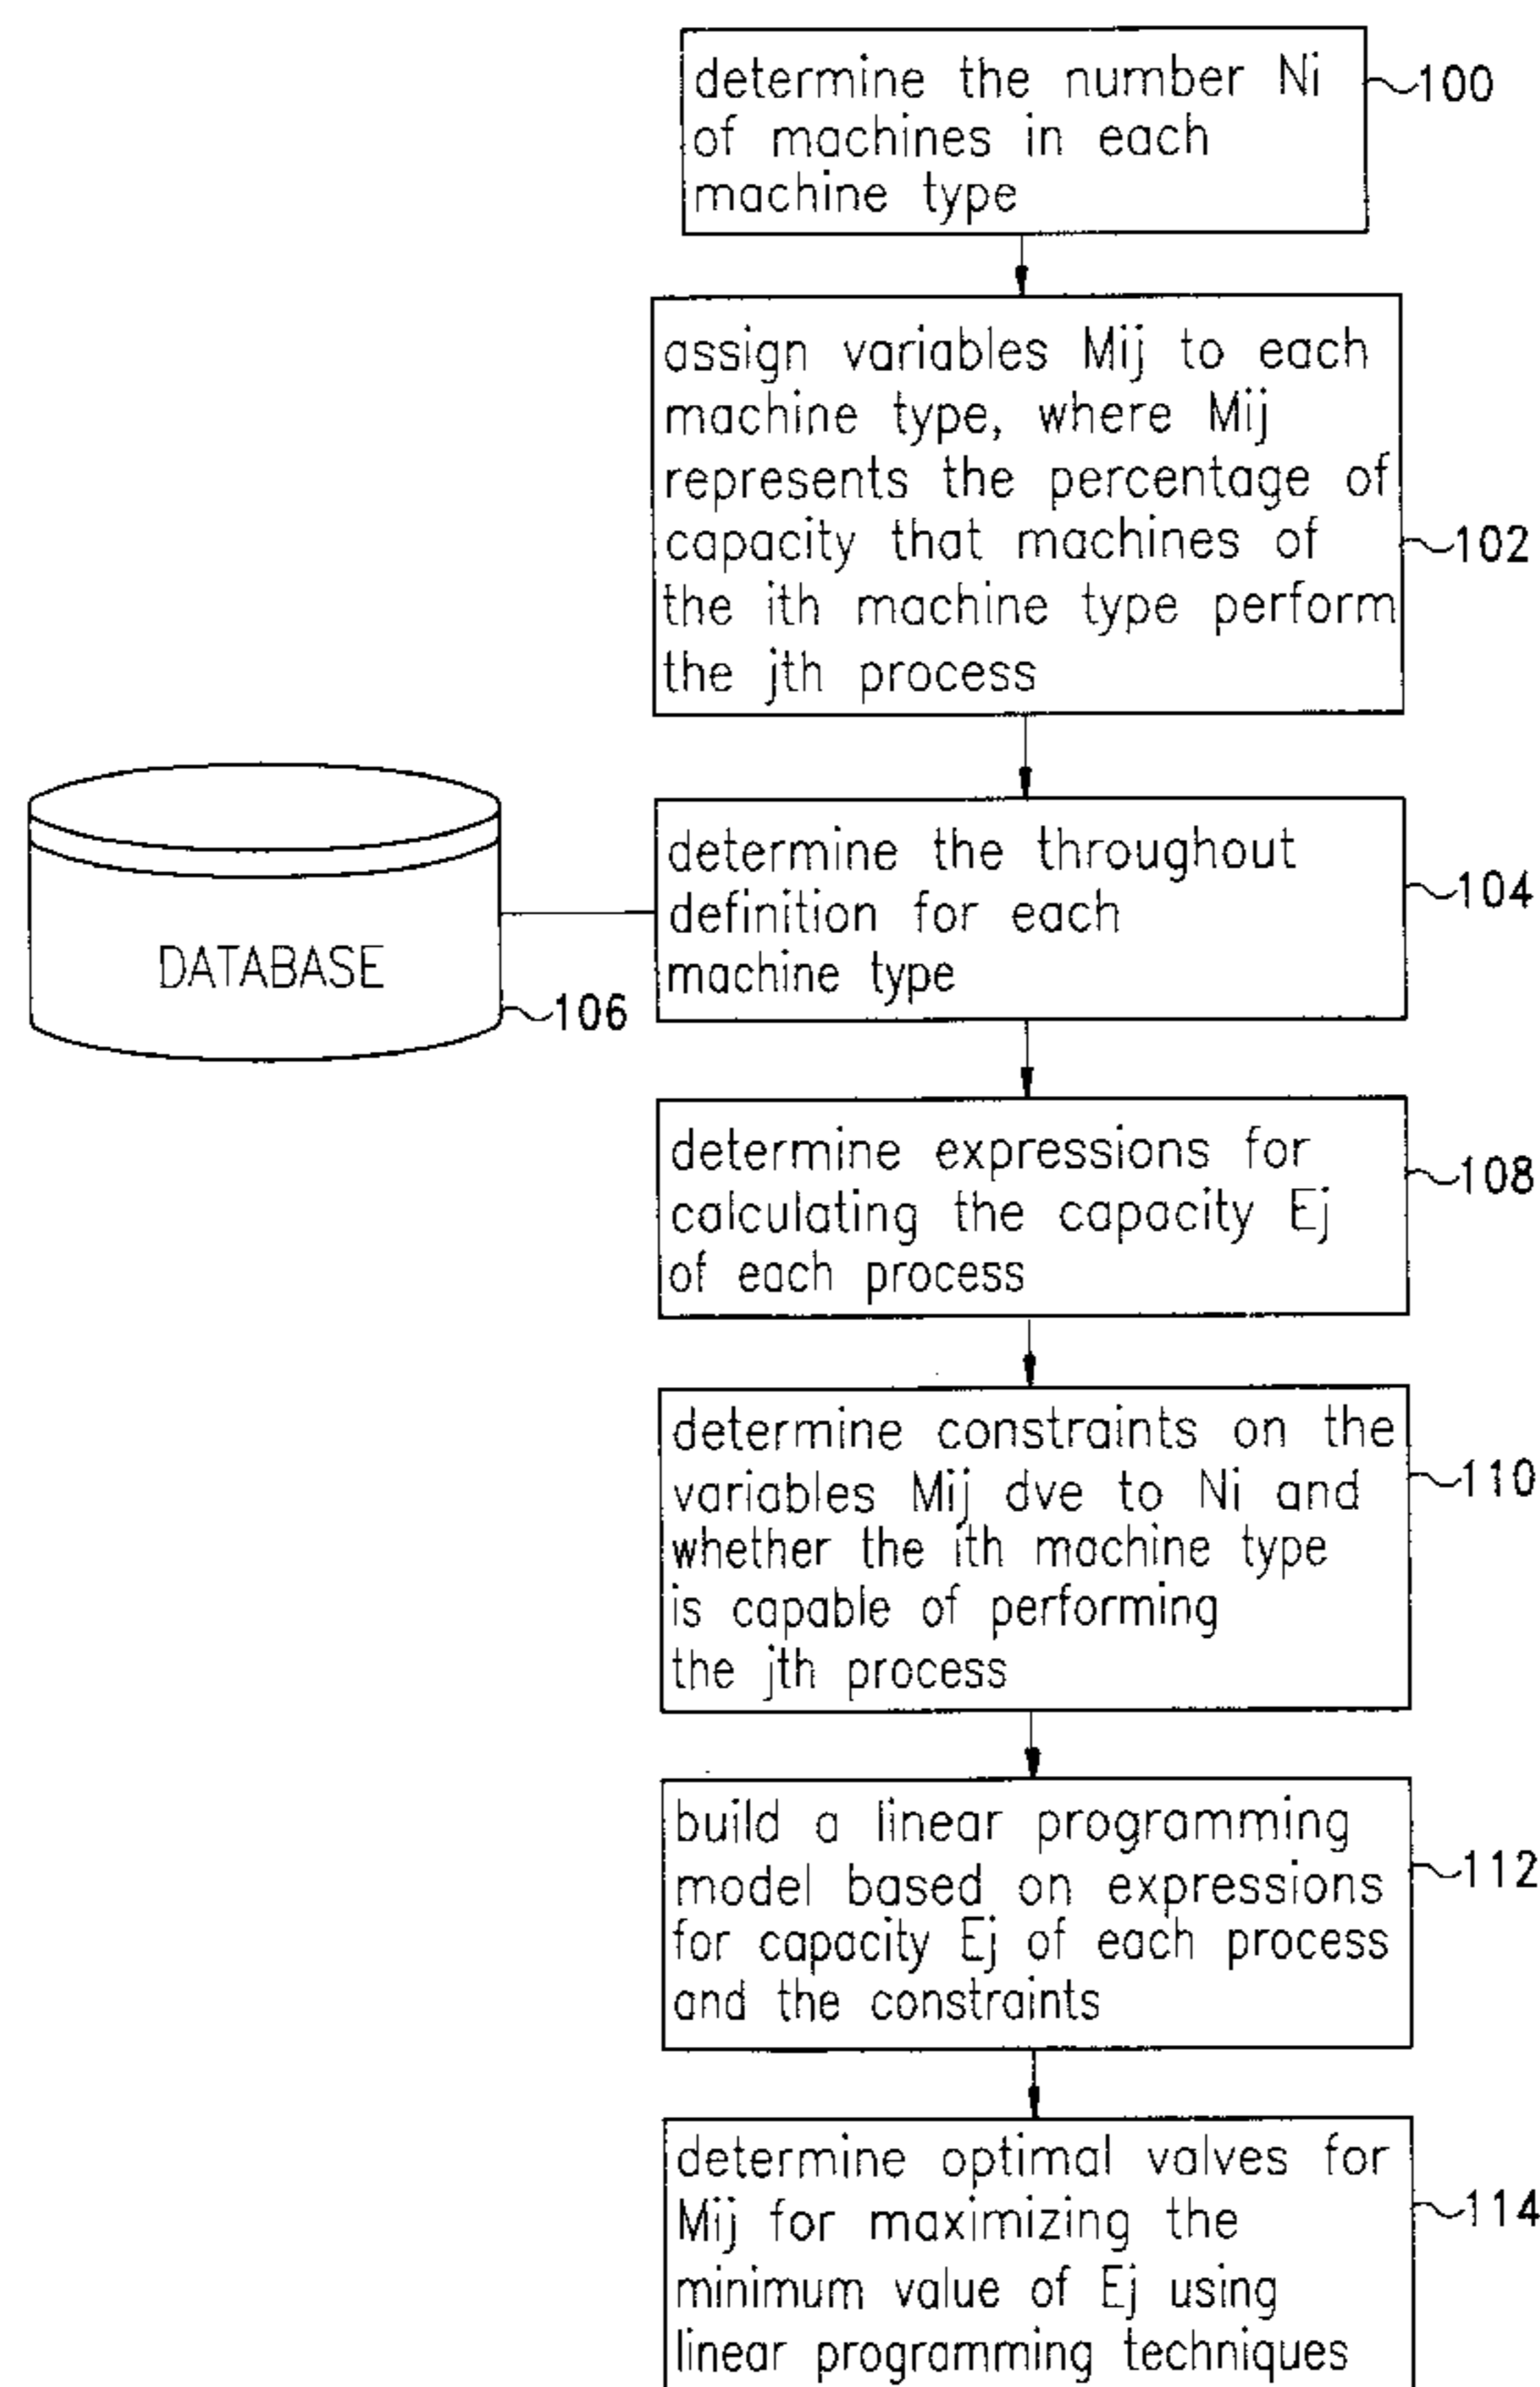 determine the number Ni
of machines in each
machine type
100
assign variables Mij to each
machine type, where Mij
represents the percentage of
capacity that machines of
the ith machine type perform
the jth process
102
determine the throughout
definition for each
machine type
104
DATABASE
106
determine expressions for
calculating the capacity Ej
of each process
108
determine constraints on the
variables Mij dve to Ni and
whether the ith machine type
is capable of performing
the jth process
110
build a linear programming
model based on expressions
for capacity Ej of each process
and the constraints
112
determine optimal valves for
Mij for maximizing the
minimum value of Ej using
linear programming techniques
114